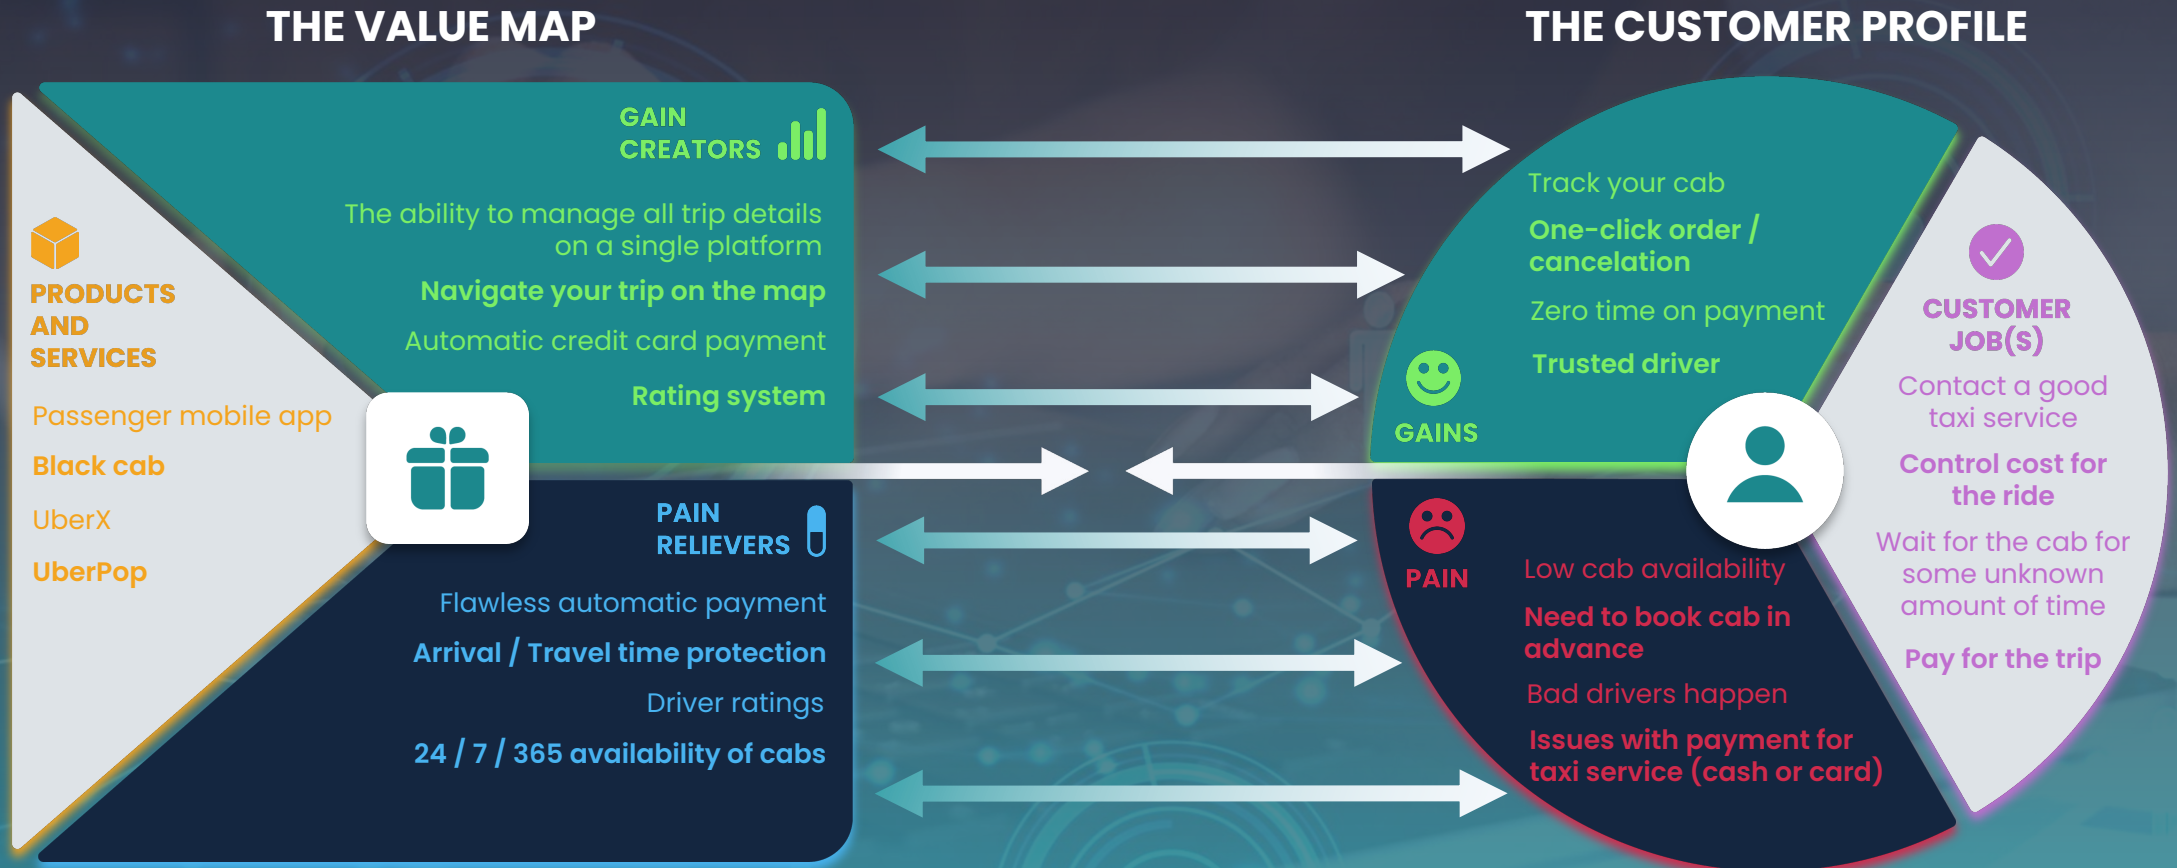 THE VALUE MAP
GAIN
CREATORS
The ability to manage all trip details
on a single platform
Navigate your trip on the map
Automatic credit card payment
Rating system
PRODUCTS
AND
SERVICES
Passenger mobile app
Black cab
UberX
UberPop
PAIN
RELIEVERS
Flawless automatic payment
Arrival / Travel time protection
Driver ratings
24 / 7 / 365 availability of cabs
THE CUSTOMER PROFILE
Track your cab
One-click order /
cancelation
Zero time on payment
Trusted driver
GAINS
PAIN
Low cab availability
Need to book cab in
advance
Bad drivers happen
Issues with payment for
taxi service (cash or card)
CUSTOMER
JOB(S)
Contact a good
taxi service
Control cost for
the ride
Wait for the cab for
some unknown
amount of time
Pay for the trip